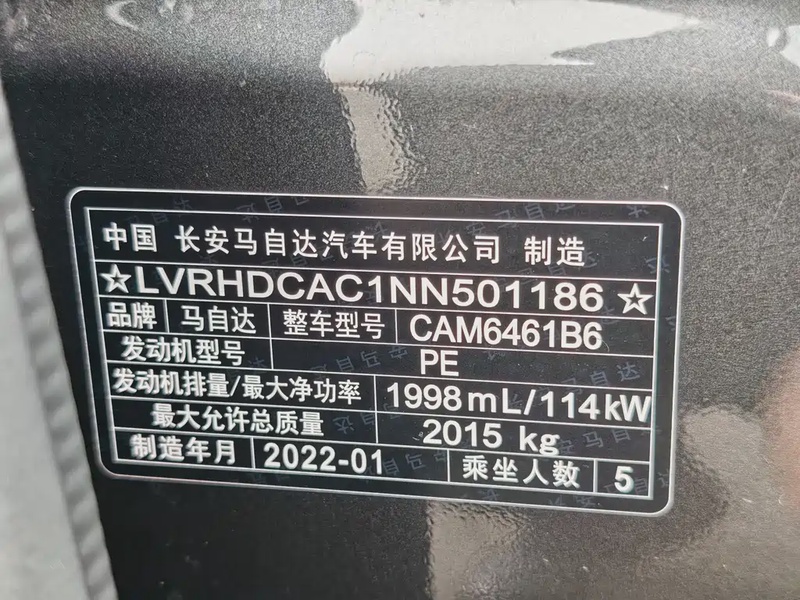 中国 长安马自达汽车有限公司 制造
☆LVRHDCAC1NN501186☆
品牌 马自达 整车型号 CAM6461B6
发动机型号 PE
发动机排量/最大净功率 1998mL/114kW
最大允许总质量 2015 kg
制造年月 2022-01 乘坐人数 5